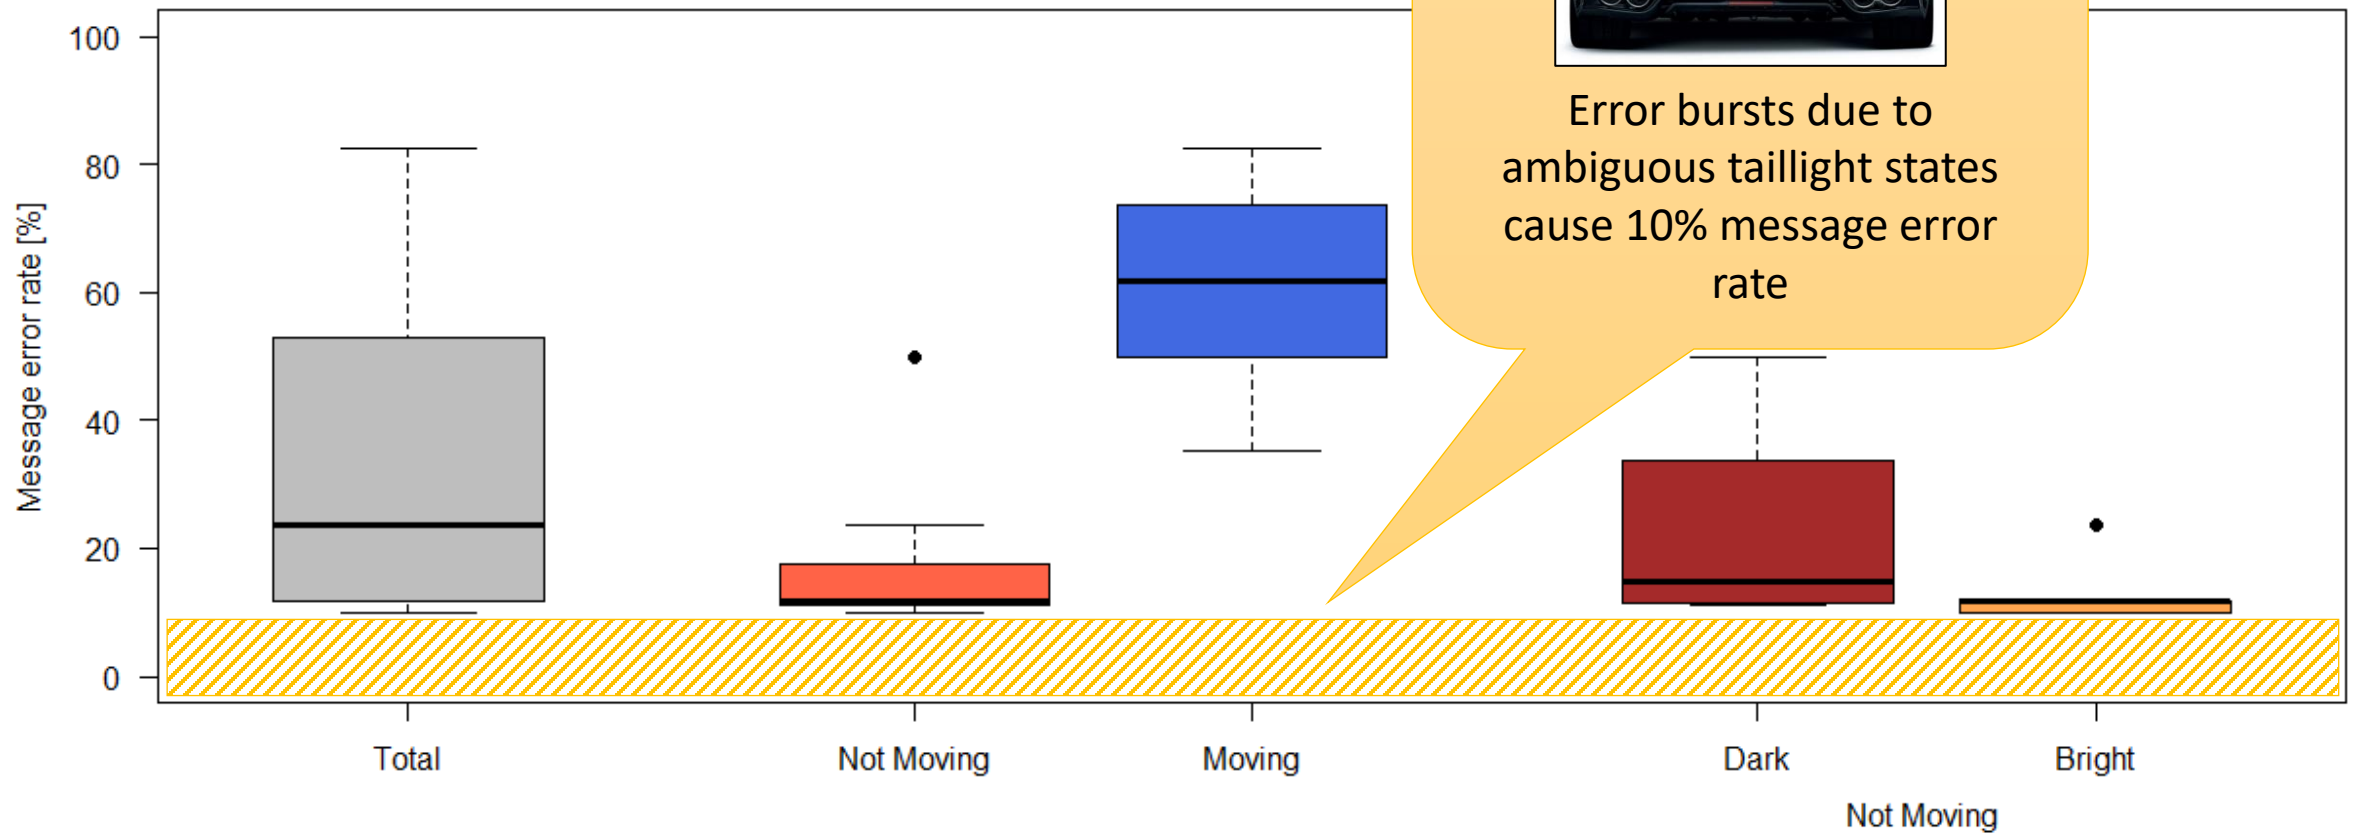 Error bursts due to
ambiguous taillight states
cause 10% message error
rate
Message error rate [%]
100
80
60
40
20
0
Total
Not Moving
Moving
Dark
Bright
Not Moving